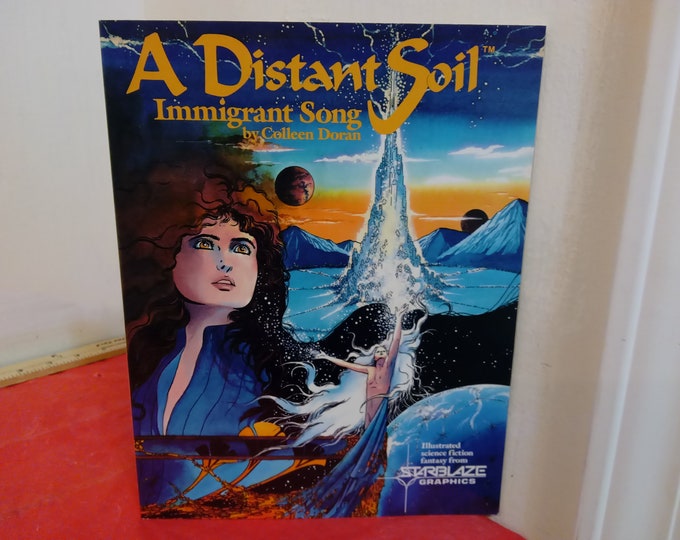 A Distant Soil™
Immigrant Song
by Colleen Doran
Illustrated
science fiction
fantasy from
STARBLAZE
GRAPHICS